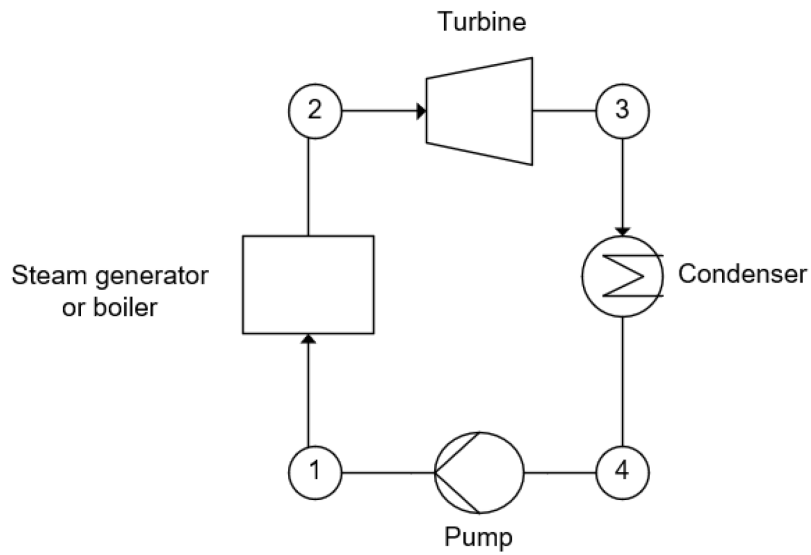 Turbine
2
3
Steam generator
or boiler
Condenser
1
4
Pump